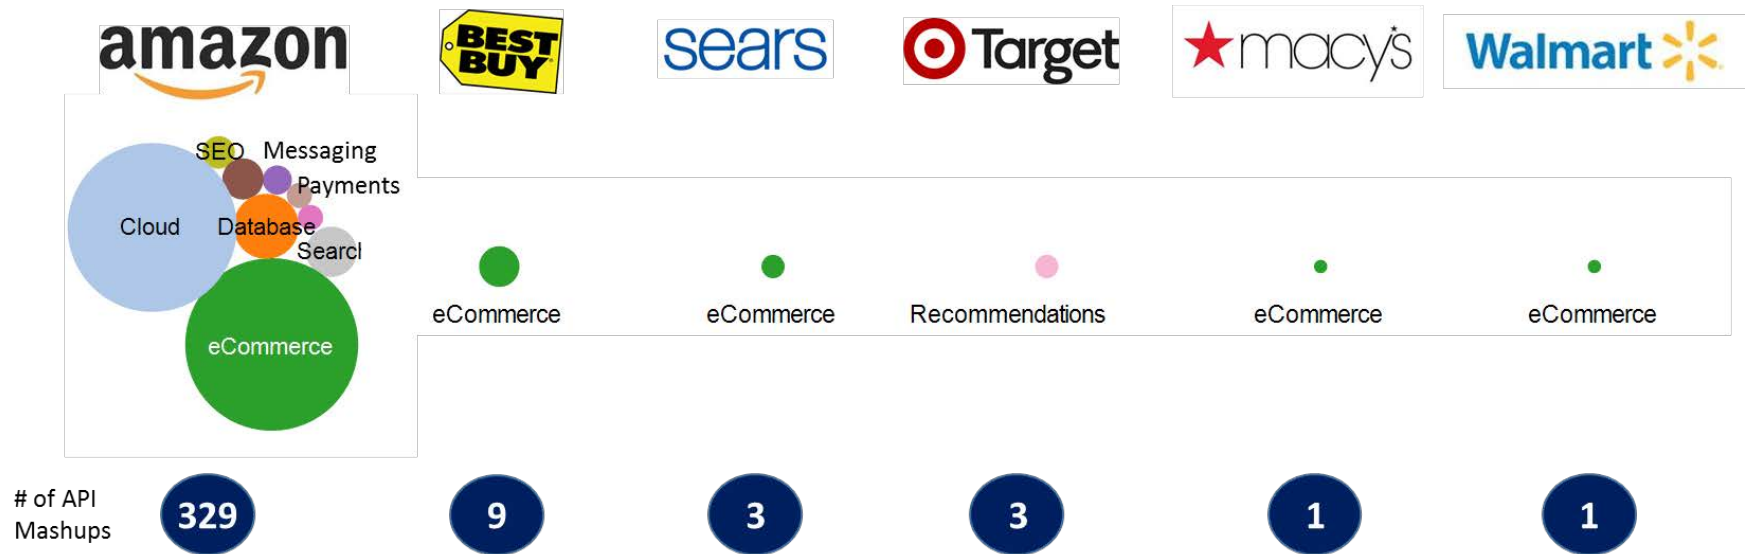 amazon
BEST
BUY
sears
Target
macy's
Walmart
SEO
Messaging
Payments
Cloud
Database
Search
eCommerce
eCommerce
eCommerce
Recommendations
eCommerce
eCommerce
# of API
Mashups
329
9
3
3
1
1